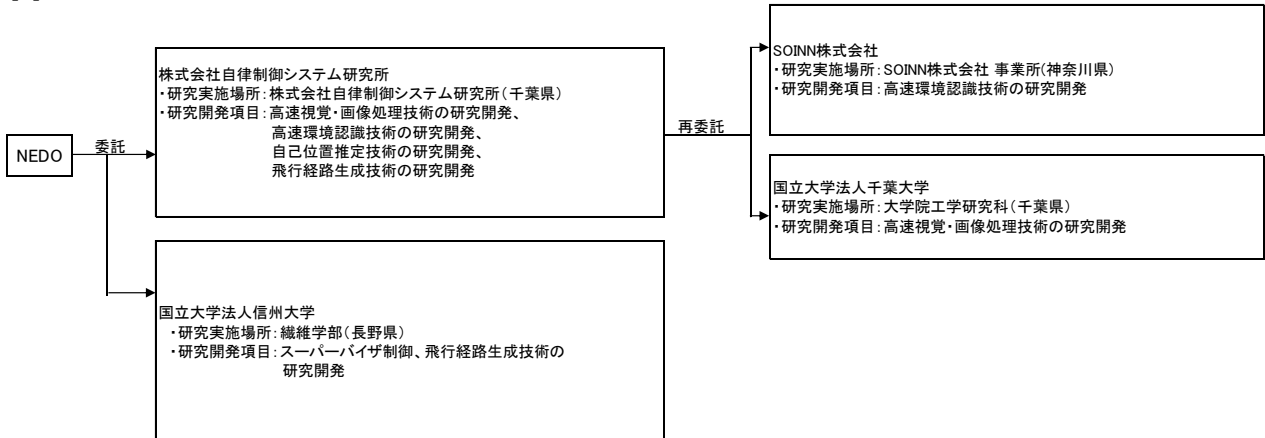 NEDO
委託
株式会社自律制御システム研究所
・研究実施場所：株式会社自律制御システム研究所（千葉県）
・研究開発項目：高速視覚・画像処理技術の研究開発、
高速環境認識技術の研究開発、
自己位置推定技術の研究開発、
飛行経路生成技術の研究開発
国立大学法人信州大学
・研究実施場所：繊維学部（長野県）
・研究開発項目：スーパーバイザ制御、飛行経路生成技術の
研究開発
再委託
SOINN株式会社
・研究実施場所：SOINN株式会社 事業所(神奈川県）
・研究開発項目：高速環境認識技術の研究開発
国立大学法人千葉大学
・研究実施場所：大学院工学研究科（千葉県）
・研究開発項目：高速視覚・画像処理技術の研究開発